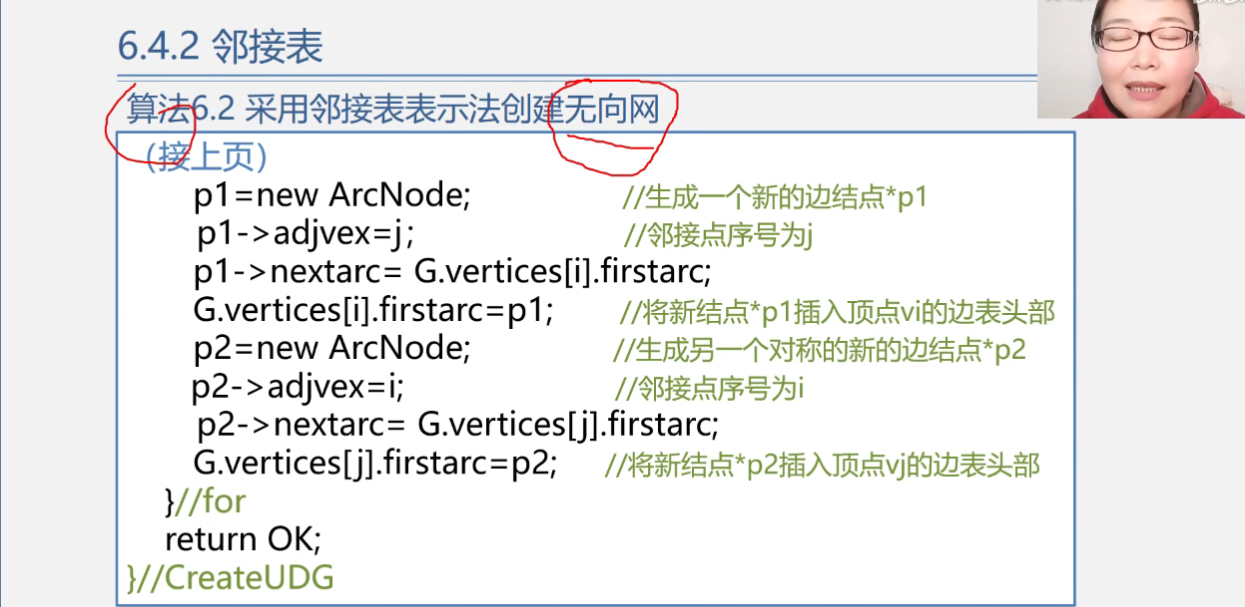 6.4.2 邻接表
算法6.2 采用邻接表表示法创建无向网
(接上页)
p1=new ArcNode; //生成一个新的边结点*p1
p1->adjvex=j; //邻接点序号为j
p1->nextarc= G.vertices[i].firstarc;
G.vertices[i].firstarc=p1; //将新结点*p1插入顶点vi的边表头部
p2=new ArcNode; //生成另一个对称的新的边结点*p2
p2->adjvex=i; //邻接点序号为i
p2->nextarc= G.vertices[j].firstarc;
G.vertices[j].firstarc=p2; //将新结点*p2插入顶点vj的边表头部
}//for
return OK;
}//CreateUDG